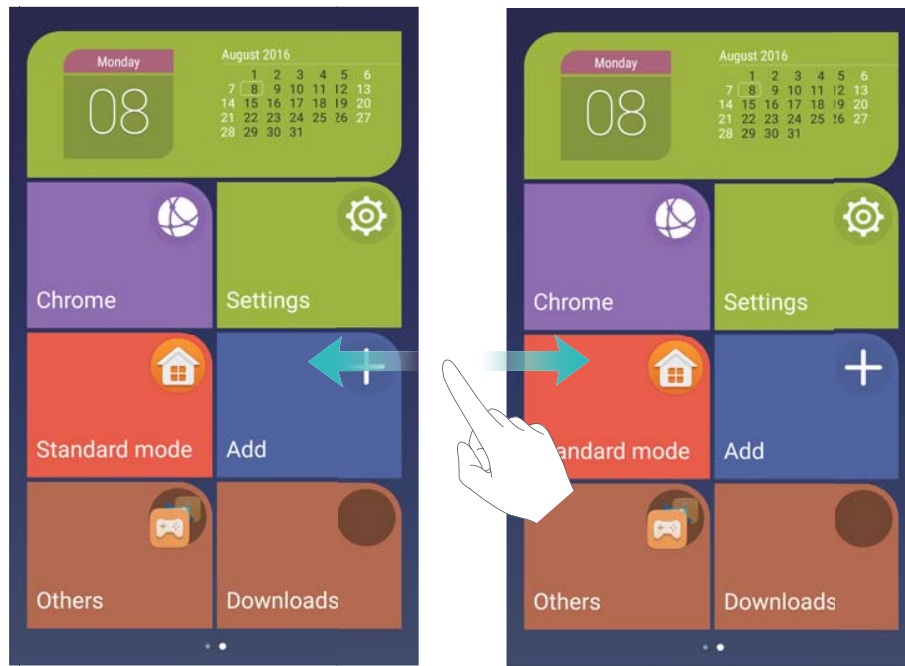 Monday
08
August 2016
1 2 3 4 5 6
7 8 9 10 11 12 13
14 15 16 17 18 19 20
21 22 23 24 25 26 27
28 29 30 31
Chrome
Settings
Standard mode
Add
Others
Downloads
Monday
08
August 2016
1 2 3 4 5 6
7 8 9 10 11 12 13
14 15 16 17 18 19 20
21 22 23 24 25 26 27
28 29 30 31
Chrome
Settings
andard mode
Add
Others
Downloads